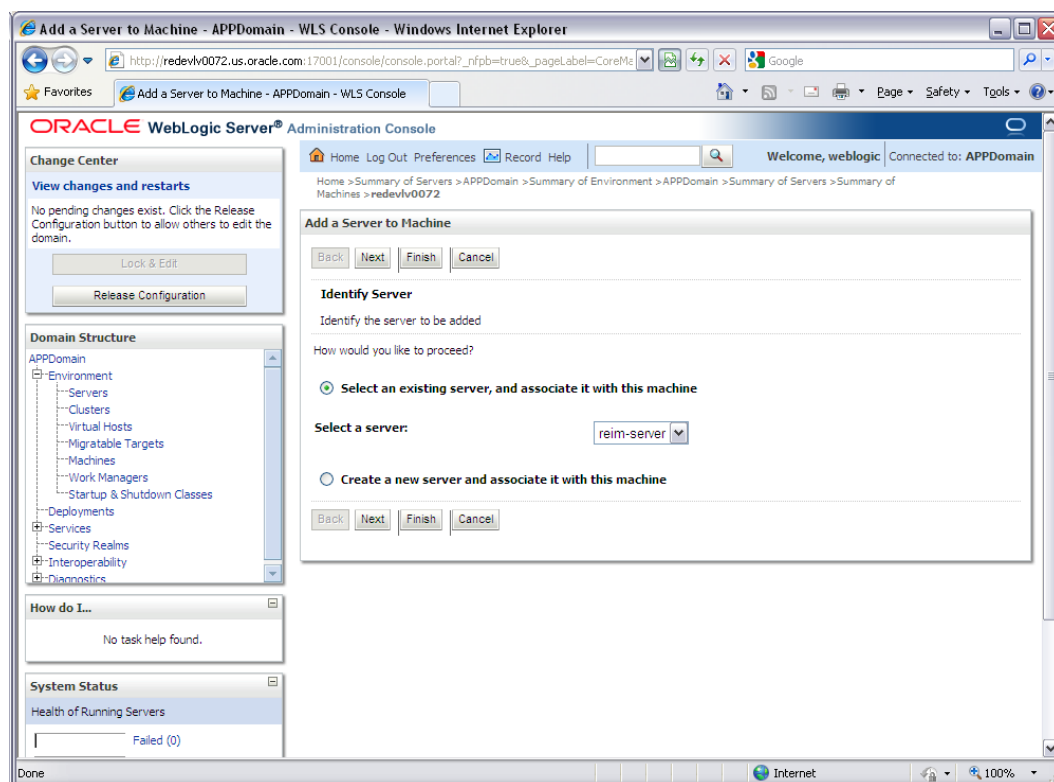 Add a Server to Machine - APPDomain - WLS Console - Windows Internet Explorer
http://redevlv0072.us.oracle.com:17001/console/console.portal?_nfpb=true&_pageLabel=CoreMa
Google
Favorites
Add a Server to Machine - APPDomain - WLS Console
Page
Safety
Tools
ORACLE WebLogic Server® Administration Console
Change Center
View changes and restarts
No pending changes exist. Click the Release
Configuration button to allow others to edit the
domain.
Lock & Edit
Release Configuration
Domain Structure
APPDomain
Environment
Servers
Clusters
Virtual Hosts
Migratable Targets
Machines
Work Managers
Startup & Shutdown Classes
Deployments
Services
Security Realms
Interoperability
Diagnostics
How do I...
No task help found.
System Status
Health of Running Servers
Failed (0)
Home Log Out Preferences Record Help
Welcome, weblogic
Connected to: APPDomain
Home >Summary of Servers >APPDomain >Summary of Environment >APPDomain >Summary of Servers >Summary of
Machines >redevlv0072
Add a Server to Machine
Back Next Finish Cancel
Identify Server
Identify the server to be added
How would you like to proceed?
Select an existing server, and associate it with this machine
Select a server:
reim-server
Create a new server and associate it with this machine
Back Next Finish Cancel
Done
Internet
100%